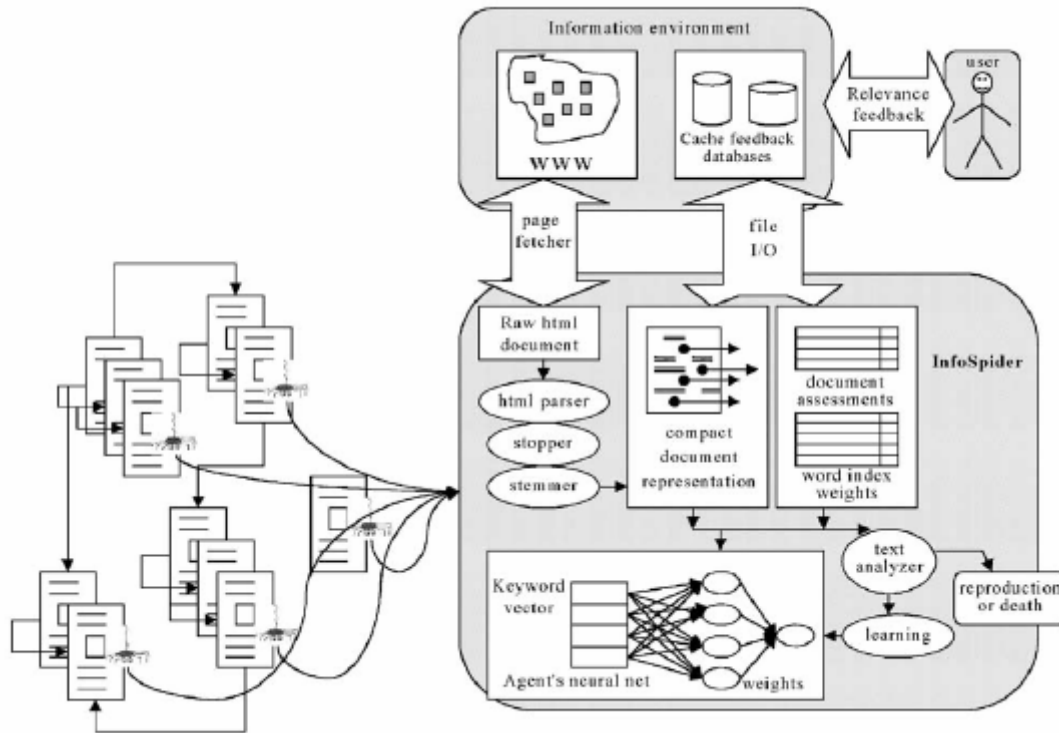 Information environment
WWW
Cache feedback
databases
Relevance
feedback
user
page
fetcher
file
I/O
Raw html
document
html parser
stopper
stemmer
compact
document
representation
document
assessments
word index
weights
InfoSpider
Keyword
vector
Agent's neural net
weights
text
analyzer
learning
reproduction
or death